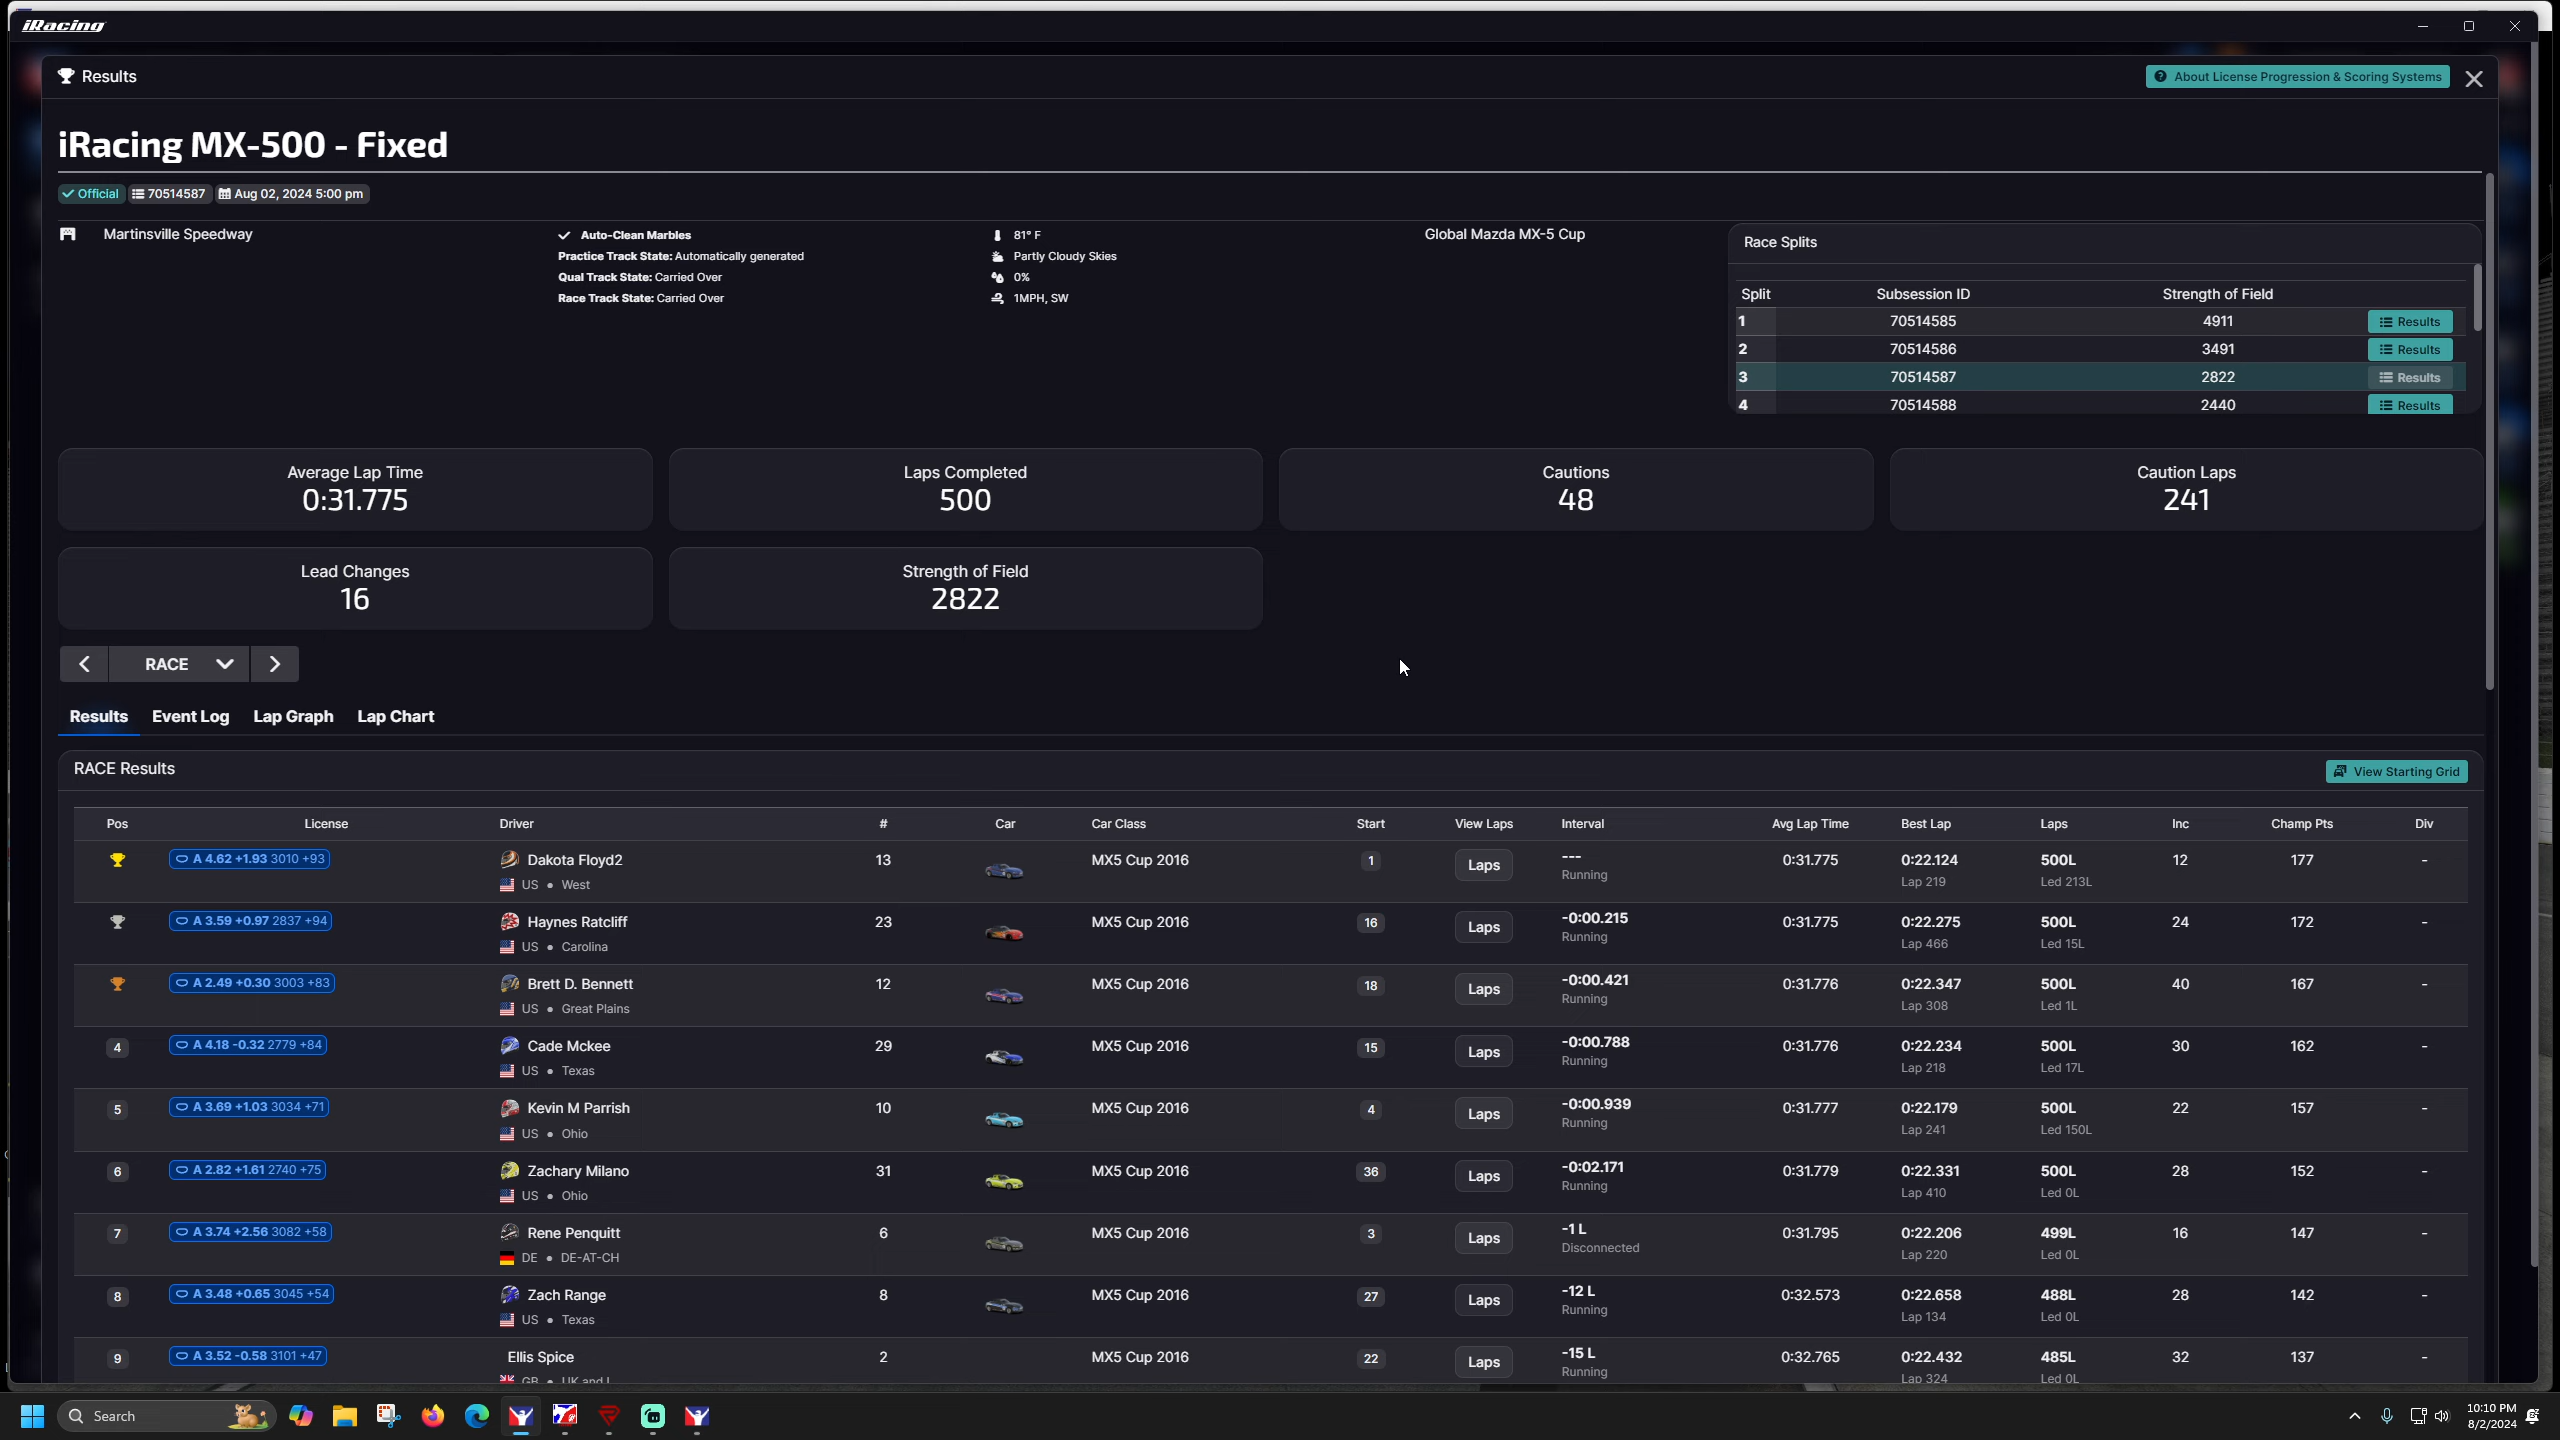 iRacing
Results
About License Progression & Scoring Systems
iRacing MX-500 - Fixed
Official 70514587 Aug 02, 2024 5:00 pm
Martinsville Speedway
Auto-Clean Marbles
Practice Track State: Automatically generated
Qual Track State: Carried Over
Race Track State: Carried Over
81° F
Partly Cloudy Skies
0%
1MPH, SW
Global Mazda MX-5 Cup
Race Splits
Split Subsession ID Strength of Field
1 70514585 4911 Results
2 70514586 3491 Results
3 70514587 2822 Results
4 70514588 2440 Results
Average Lap Time
0:31.775
Laps Completed
500
Cautions
48
Caution Laps
241
Lead Changes
16
Strength of Field
2822
RACE
Results Event Log Lap Graph Lap Chart
RACE Results
View Starting Grid
Pos License Driver # Car Car Class Start View Laps Interval Avg Lap Time Best Lap Laps Inc Champ Pts Div
A 4.62 +1.93 3010 +93 Dakota Floyd2 13 MX5 Cup 2016 1 Laps --- 0:31.775 0:22.124 500L 12 177 -
US • West Running Lap 219 Led 213L
A 3.59 +0.97 2837 +94 Haynes Ratcliff 23 MX5 Cup 2016 16 Laps -0:00.215 0:31.775 0:22.275 500L 24 172 -
US • Carolina Running Lap 466 Led 15L
A 2.49 +0.30 3003 +83 Brett D. Bennett 12 MX5 Cup 2016 18 Laps -0:00.421 0:31.776 0:22.347 500L 40 167 -
US • Great Plains Running Lap 308 Led 1L
4 A 4.18 -0.32 2779 +84 Cade Mckee 29 MX5 Cup 2016 15 Laps -0:00.788 0:31.776 0:22.234 500L 30 162 -
US • Texas Running Lap 218 Led 17L
5 A 3.69 +1.03 3034 +71 Kevin M Parrish 10 MX5 Cup 2016 4 Laps -0:00.939 0:31.777 0:22.179 500L 22 157 -
US • Ohio Running Lap 241 Led 150L
6 A 2.82 +1.61 2740 +75 Zachary Milano 31 MX5 Cup 2016 36 Laps -0:02.171 0:31.779 0:22.331 500L 28 152 -
US • Ohio Running Lap 410 Led 0L
7 A 3.74 +2.56 3082 +58 Rene Penquitt 6 MX5 Cup 2016 3 Laps -1 L 0:31.795 0:22.206 499L 16 147 -
DE • DE-AT-CH Disconnected Lap 220 Led 0L
8 A 3.48 +0.65 3045 +54 Zach Range 8 MX5 Cup 2016 27 Laps -12 L 0:32.573 0:22.658 488L 28 142 -
US • Texas Running Lap 134 Led 0L
9 A 3.52 -0.58 3101 +47 Ellis Spice 2 MX5 Cup 2016 22 Laps -15 L 0:32.765 0:22.432 485L 32 137 -
GB • UK and I Running Lap 324 Led 0L
Search
10:10 PM
8/2/2024